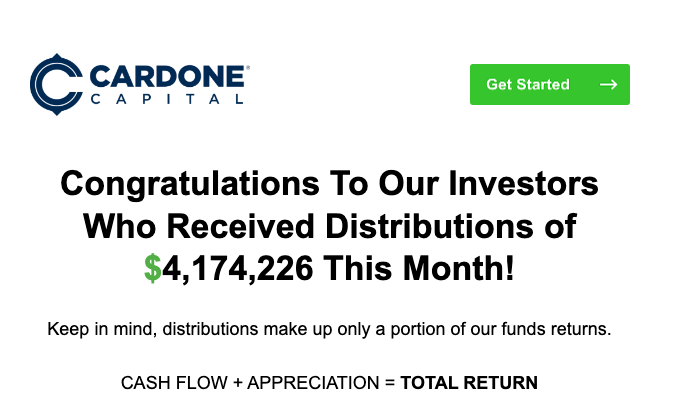 CARDONE®
CAPITAL
Get Started →
Congratulations To Our Investors
Who Received Distributions of
$4,174,226 This Month!
Keep in mind, distributions make up only a portion of our funds returns.
CASH FLOW + APPRECIATION = TOTAL RETURN